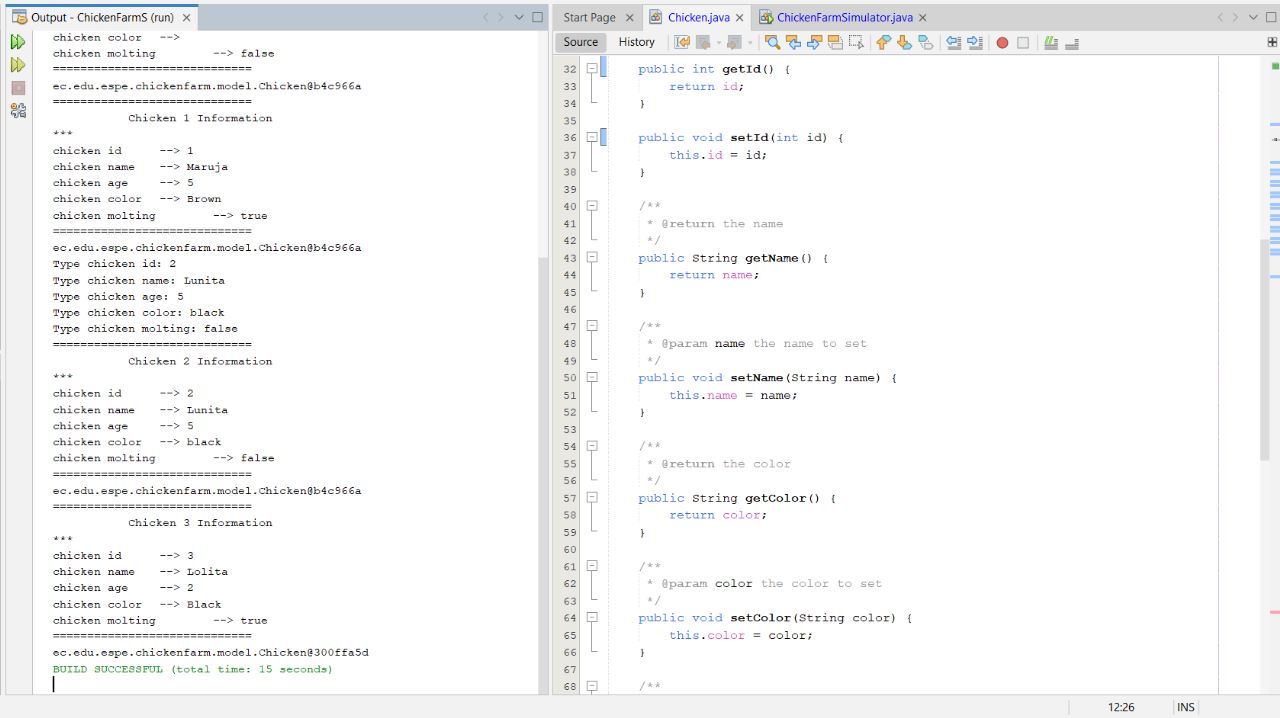 Output - ChickenFarmS (run)
chicken color   -->
chicken molting        --> false
=============================
ec.edu.espe.chickenfarm.model.Chicken@b4c966a
=============================
Chicken 1 Information
***
chicken id     --> 1
chicken name   --> Maruja
chicken age    --> 5
chicken color  --> Brown
chicken molting        --> true
=============================
ec.edu.espe.chickenfarm.model.Chicken@b4c966a
Type chicken id: 2
Type chicken name: Lunita
Type chicken age: 5
Type chicken color: black
Type chicken molting: false
=============================
Chicken 2 Information
***
chicken id     --> 2
chicken name   --> Lunita
chicken age    --> 5
chicken color  --> black
chicken molting        --> false
=============================
ec.edu.espe.chickenfarm.model.Chicken@b4c966a
=============================
Chicken 3 Information
***
chicken id     --> 3
chicken name   --> Lolita
chicken age    --> 2
chicken color  --> Black
chicken molting        --> true
=============================
ec.edu.espe.chickenfarm.model.Chicken@300ffa5d
BUILD SUCCESSFUL (total time: 15 seconds)
Start Page Chicken.java ChickenFarmSimulator.java
Source History
32 public int getId() {
33 return id;
34 }
35
36 public void setId(int id) {
37 this.id = id;
38 }
39
40 /**
41 * @return the name
42 */
43 public String getName() {
44 return name;
45 }
46
47 /**
48 * @param name the name to set
49 */
50 public void setName(String name) {
51 this.name = name;
52 }
53
54 /**
55 * @return the color
56 */
57 public String getColor() {
58 return color;
59 }
60
61 /**
62 * @param color the color to set
63 */
64 public void setColor(String color) {
65 this.color = color;
66 }
67
68 /**
12:26 INS